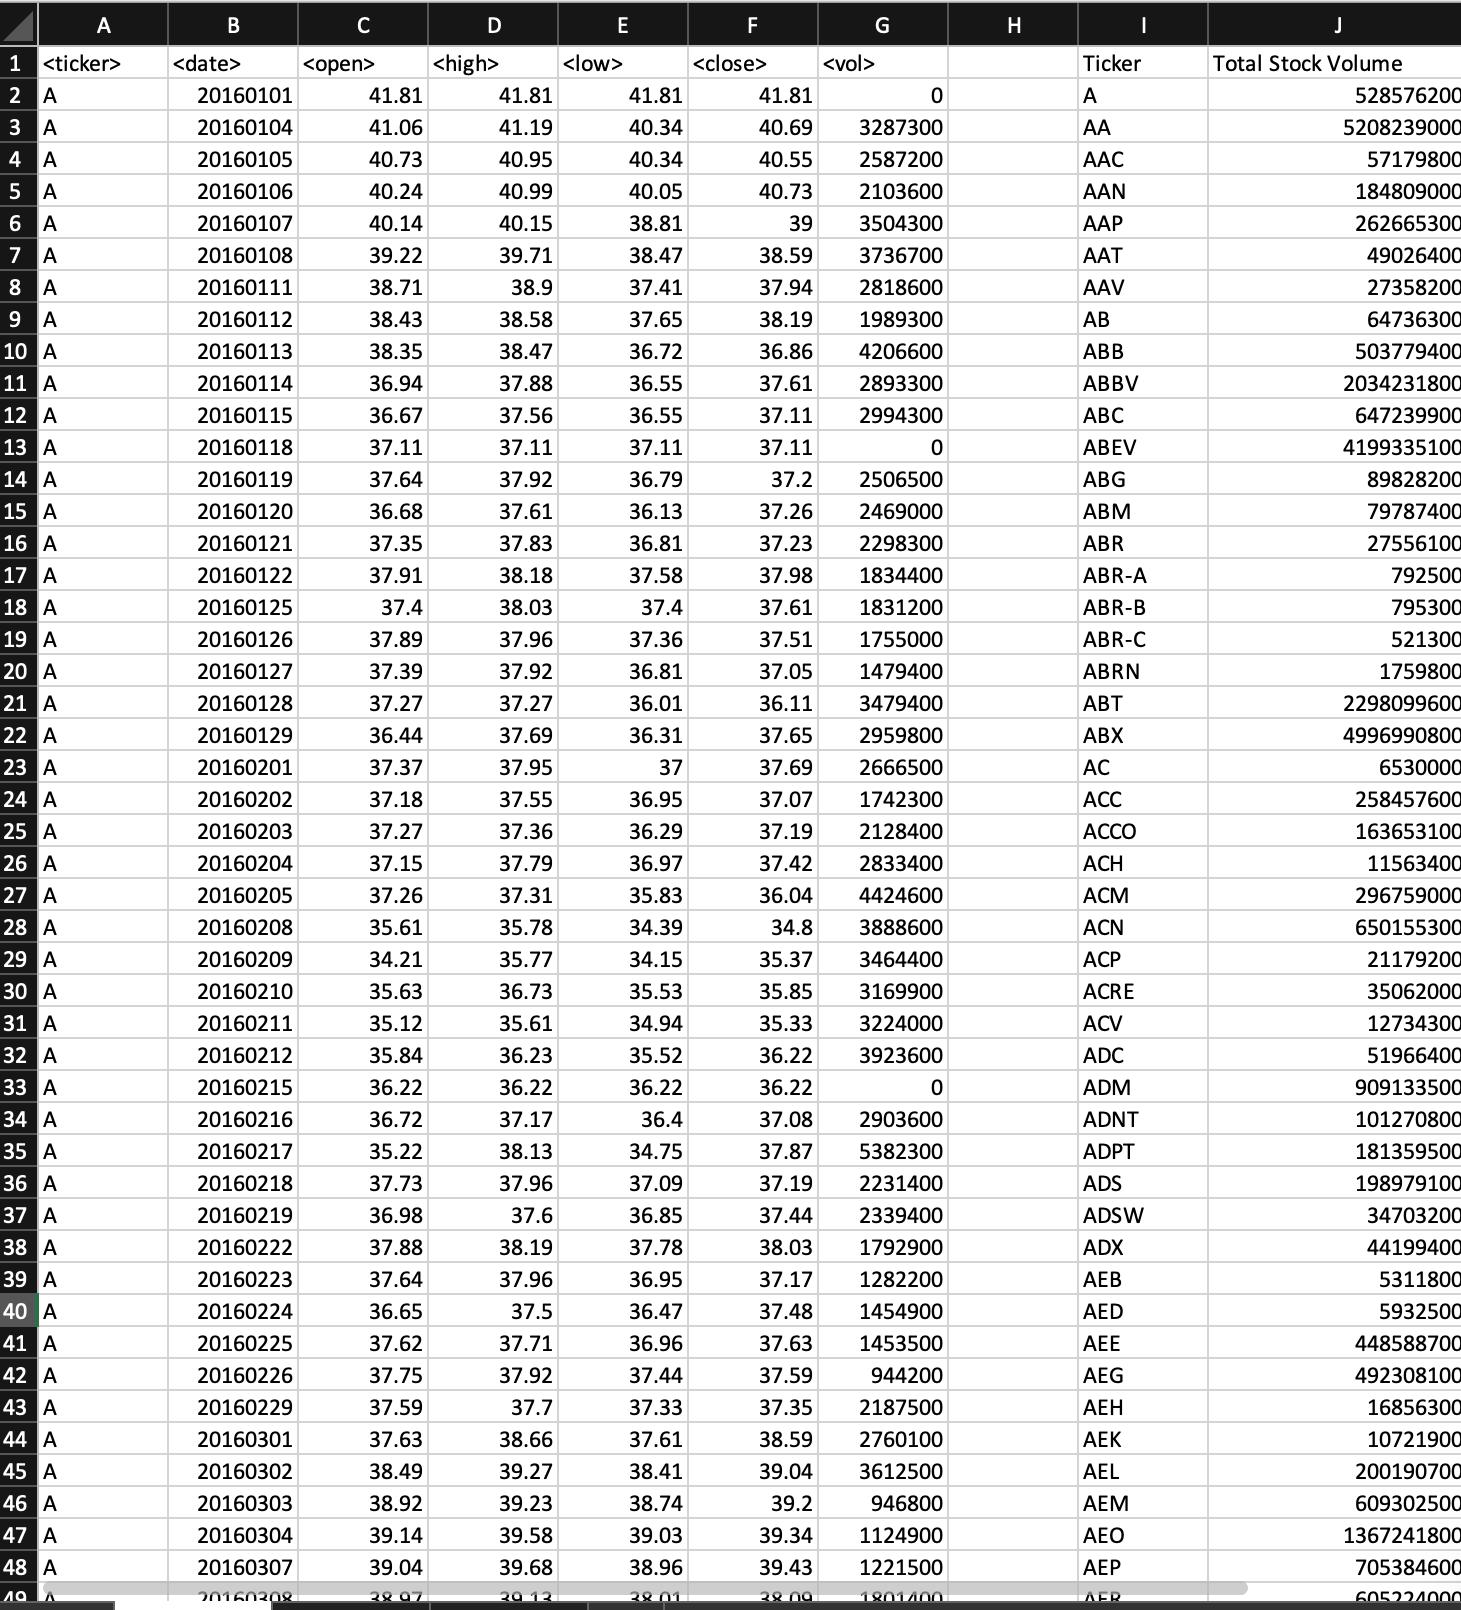 A B C D E F G H I J
1 <ticker> <date> <open> <high> <low> <close> <vol> Ticker Total Stock Volume
2 A 20160101 41.81 41.81 41.81 41.81 0 A 528576200
3 A 20160104 41.06 41.19 40.34 40.69 3287300 AA 5208239000
4 A 20160105 40.73 40.95 40.34 40.55 2587200 AAC 57179800
5 A 20160106 40.24 40.99 40.05 40.73 2103600 AAN 184809000
6 A 20160107 40.14 40.15 38.81 39 3504300 AAP 262665300
7 A 20160108 39.22 39.71 38.47 38.59 3736700 AAT 49026400
8 A 20160111 38.71 38.9 37.41 37.94 2818600 AAV 27358200
9 A 20160112 38.43 38.58 37.65 38.19 1989300 AB 64736300
10 A 20160113 38.35 38.47 36.72 36.86 4206600 ABB 503779400
11 A 20160114 36.94 37.88 36.55 37.61 2893300 ABBV 2034231800
12 A 20160115 36.67 37.56 36.55 37.11 2994300 ABC 647239900
13 A 20160118 37.11 37.11 37.11 37.11 0 ABEV 4199335100
14 A 20160119 37.64 37.92 36.79 37.2 2506500 ABG 89828200
15 A 20160120 36.68 37.61 36.13 37.26 2469000 ABM 79787400
16 A 20160121 37.35 37.83 36.81 37.23 2298300 ABR 27556100
17 A 20160122 37.91 38.18 37.58 37.98 1834400 ABR-A 792500
18 A 20160125 37.4 38.03 37.4 37.61 1831200 ABR-B 795300
19 A 20160126 37.89 37.96 37.36 37.51 1755000 ABR-C 521300
20 A 20160127 37.39 37.92 36.81 37.05 1479400 ABRN 1759800
21 A 20160128 37.27 37.27 36.01 36.11 3479400 ABT 2298099600
22 A 20160129 36.44 37.69 36.31 37.65 2959800 ABX 4996990800
23 A 20160201 37.37 37.95 37 37.69 2666500 AC 6530000
24 A 20160202 37.18 37.55 36.95 37.07 1742300 ACC 258457600
25 A 20160203 37.27 37.36 36.29 37.19 2128400 ACCO 163653100
26 A 20160204 37.15 37.79 36.97 37.42 2833400 ACH 11563400
27 A 20160205 37.26 37.31 35.83 36.04 4424600 ACM 296759000
28 A 20160208 35.61 35.78 34.39 34.8 3888600 ACN 650155300
29 A 20160209 34.21 35.77 34.15 35.37 3464400 ACP 21179200
30 A 20160210 35.63 36.73 35.53 35.85 3169900 ACRE 35062000
31 A 20160211 35.12 35.61 34.94 35.33 3224000 ACV 12734300
32 A 20160212 35.84 36.23 35.52 36.22 3923600 ADC 51966400
33 A 20160215 36.22 36.22 36.22 36.22 0 ADM 909133500
34 A 20160216 36.72 37.17 36.4 37.08 2903600 ADNT 101270800
35 A 20160217 35.22 38.13 34.75 37.87 5382300 ADPT 181359500
36 A 20160218 37.73 37.96 37.09 37.19 2231400 ADS 198979100
37 A 20160219 36.98 37.6 36.85 37.44 2339400 ADSW 34703200
38 A 20160222 37.88 38.19 37.78 38.03 1792900 ADX 44199400
39 A 20160223 37.64 37.96 36.95 37.17 1282200 AEB 5311800
40 A 20160224 36.65 37.5 36.47 37.48 1454900 AED 5932500
41 A 20160225 37.62 37.71 36.96 37.63 1453500 AEE 448588700
42 A 20160226 37.75 37.92 37.44 37.59 944200 AEG 492308100
43 A 20160229 37.59 37.7 37.33 37.35 2187500 AEH 16856300
44 A 20160301 37.63 38.66 37.61 38.59 2760100 AEK 10721900
45 A 20160302 38.49 39.27 38.41 39.04 3612500 AEL 200190700
46 A 20160303 38.92 39.23 38.74 39.2 946800 AEM 609302500
47 A 20160304 39.14 39.58 39.03 39.34 1124900 AEO 1367241800
48 A 20160307 39.04 39.68 38.96 39.43 1221500 AEP 705384600
49 A 20160308 38.97 39.13 38.01 38.09 1801400 AER 605224000